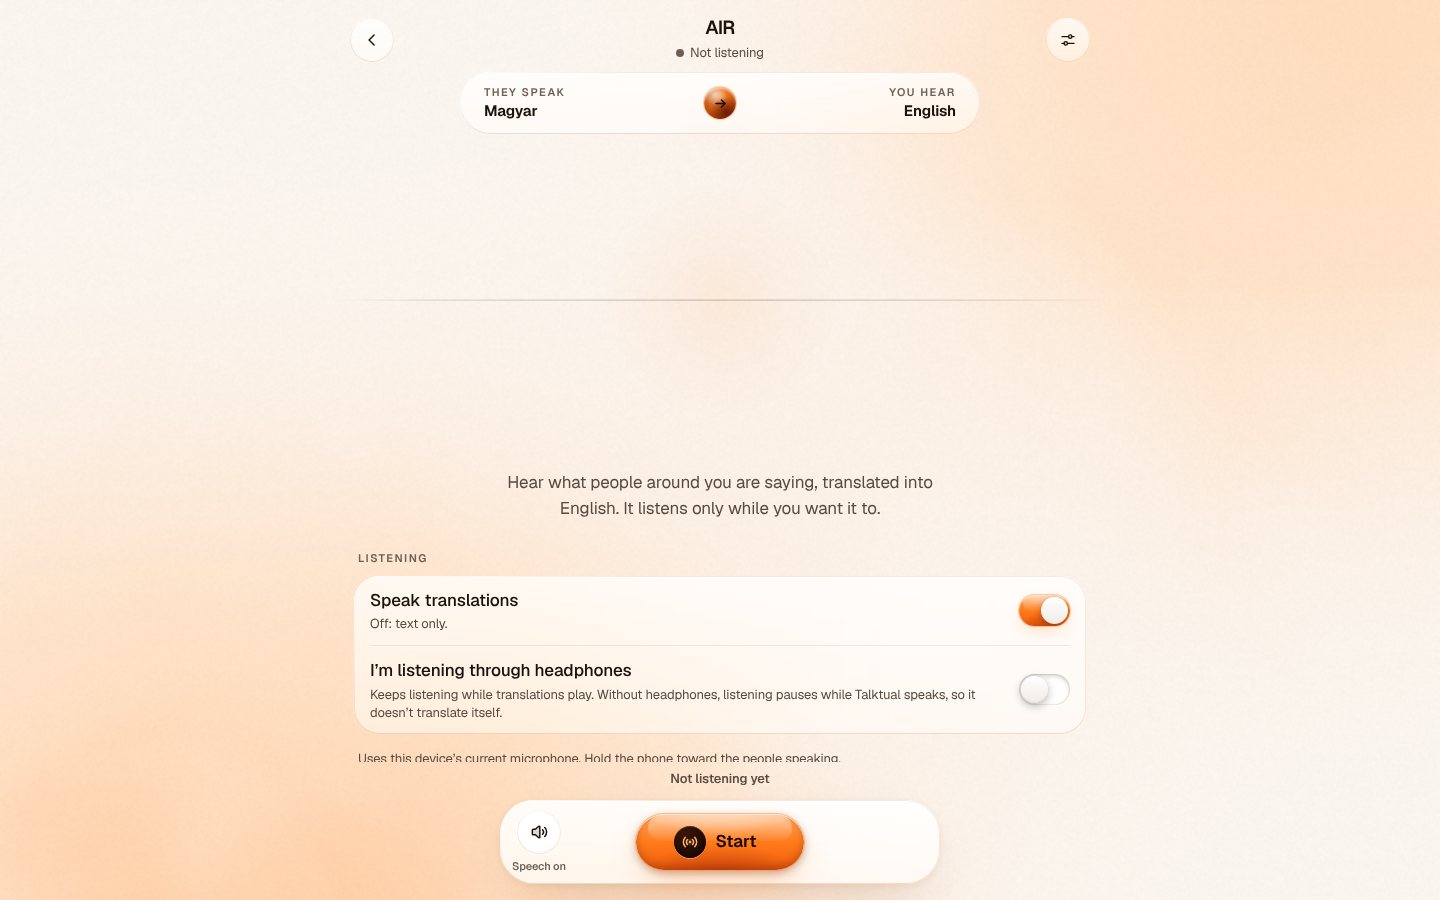 AIR
Not listening
THEY SPEAK
Magyar
YOU HEAR
English
Hear what people around you are saying, translated into
English. It listens only while you want it to.
LISTENING
Speak translations
Off: text only.
I’m listening through headphones
Keeps listening while translations play. Without headphones, listening pauses while Talktual speaks, so it
doesn’t translate itself.
Uses this device’s current microphone. Hold the phone toward the people speaking.
Not listening yet
Speech on
Start